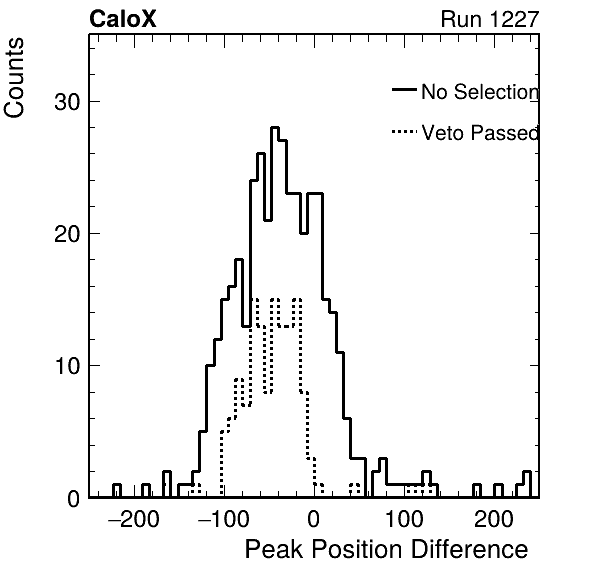 CaloX Run 1227
Counts
No Selection
Veto Passed
30
20
10
0
−200 −100 0 100 200
Peak Position Difference